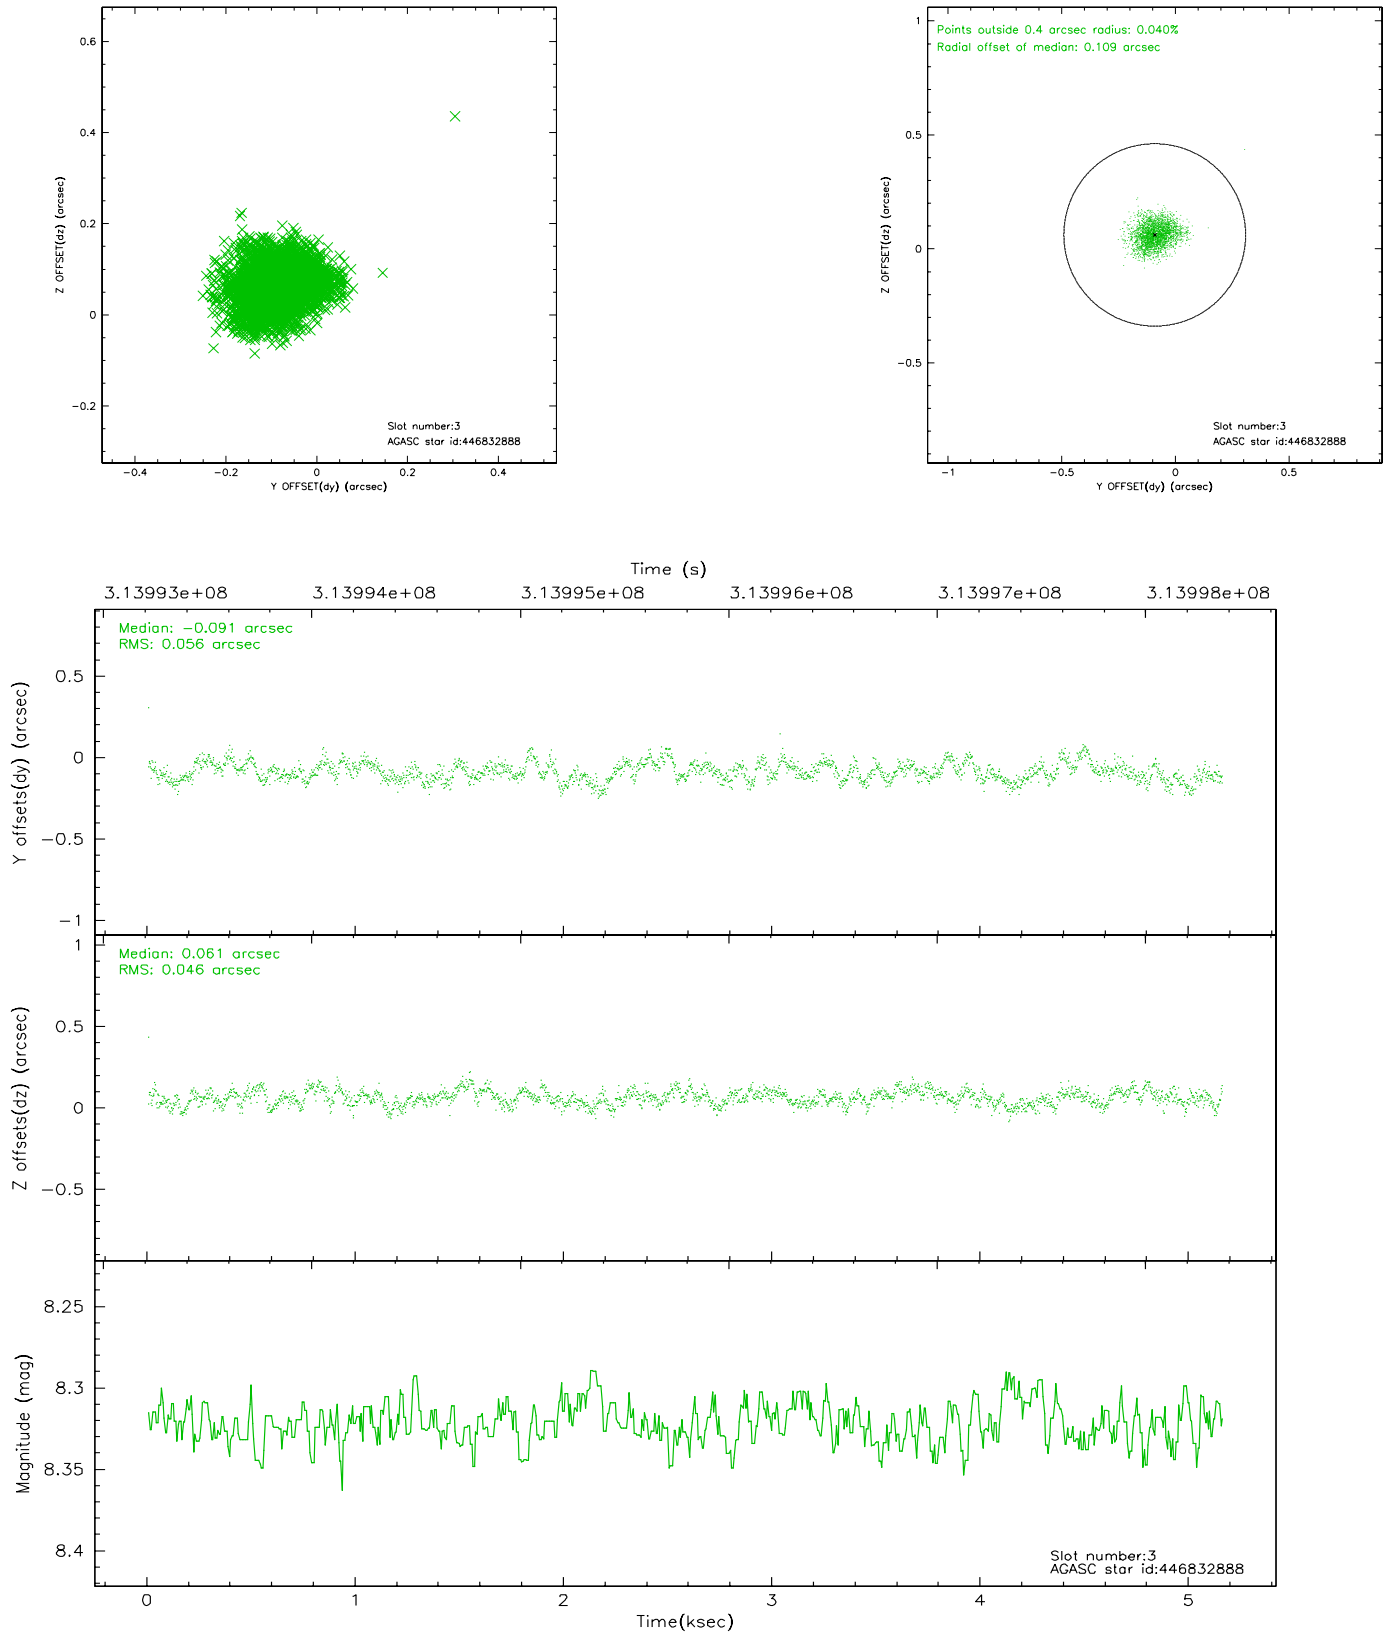 0.6
0.4
0.2
0
−0.2
Z OFFSET(dz) (arcsec)
Slot number:3
AGASC star id:446832888
−0.4 −0.2 0 0.2 0.4
Y OFFSET(dy) (arcsec)
Points outside 0.4 arcsec radius: 0.040%
Radial offset of median: 0.109 arcsec
1
0.5
0
−0.5
Z OFFSET(dz) (arcsec)
Slot number:3
AGASC star id:446832888
−1 −0.5 0 0.5
Y OFFSET(dy) (arcsec)
Time (s)
3.13993e+08 3.13994e+08 3.13995e+08 3.13996e+08 3.13997e+08 3.13998e+08
Median: −0.091 arcsec
RMS: 0.056 arcsec
0.5
0
−0.5
−1
Y offsets(dy) (arcsec)
Median: 0.061 arcsec
RMS: 0.046 arcsec
1
0.5
0
−0.5
Z offsets(dz) (arcsec)
8.25
8.3
8.35
8.4
Magnitude (mag)
Slot number:3
AGASC star id:446832888
0 1 2 3 4 5
Time(ksec)